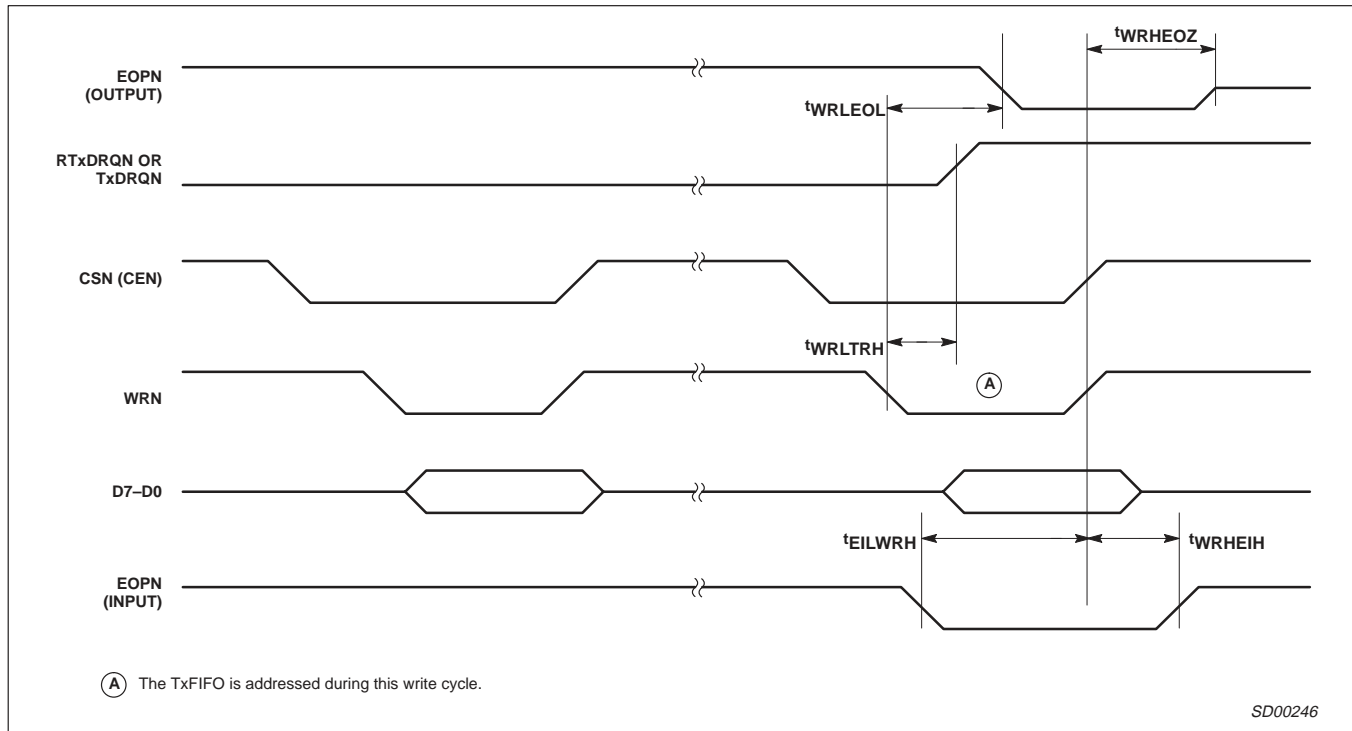 tWRHEOZ
EOPN
(OUTPUT)
tWRLEOL
RTxDRQN OR
TxDRQN
CSN (CEN)
tWRLTRH
WRN
A
D7–D0
tEILWRH
tWRHEIH
EOPN
(INPUT)
A The TxFIFO is addressed during this write cycle.
SD00246